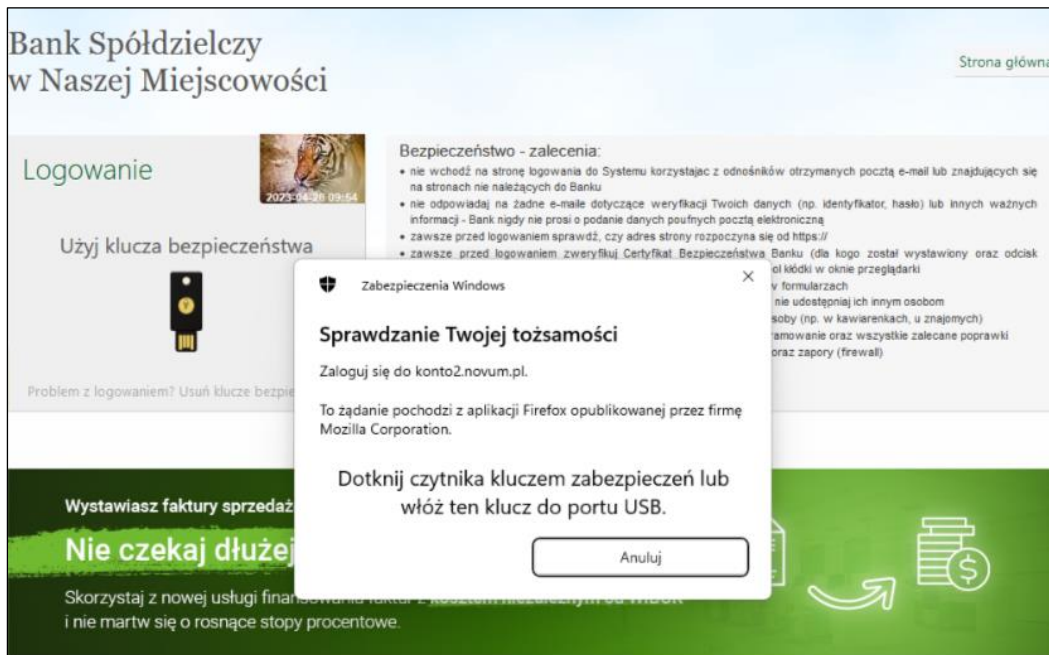 Bank Spółdzielczy
w Naszej Miejscowości
Strona główna
Logowanie
2023-04-28 09:54
Użyj klucza bezpieczeństwa
Problem z logowaniem? Usuń klucze
Bezpieczeństwo - zalecenia:
• nie wchodź na stronę logowania do Systemu korzystajac z odnośników otrzymanych pocztą e-mail lub znajdujących się
na stronach nie należących do Banku
• nie odpowiadaj na żadne e-maile dotyczące weryfikacji Twoich danych (np. identyfikator, hasło) lub innych ważnych
informacji - Bank nigdy nie prosi o podanie danych poufnych pocztą elektroniczną
• zawsze przed logowaniem sprawdź, czy adres strony rozpoczyna się od https://
• zawsze przed logowaniem zweryfikuj Certyfikat Bezpieczeństwa Banku (dla kogo został wystawiony oraz odcisk
kłódki w oknie przeglądarki
formularzach
nie udostępniaj ich innym osobom
(np. w kawiarenkach, u znajomych)
oraz wszystkie zalecane poprawki
oraz zapory (firewall)
Zabezpieczenia Windows
Sprawdzanie Twojej tożsamości
Zaloguj się do konto2.novum.pl.
To żądanie pochodzi z aplikacji Firefox opublikowanej przez firmę
Mozilla Corporation.
Dotknij czytnika kluczem zabezpieczeń lub
włóż ten klucz do portu USB.
Anuluj
Wystawiasz faktury
Nie czekaj dłużej
Skorzystaj z nowej usługi
i nie martw się o rosnące stopy procentowe.